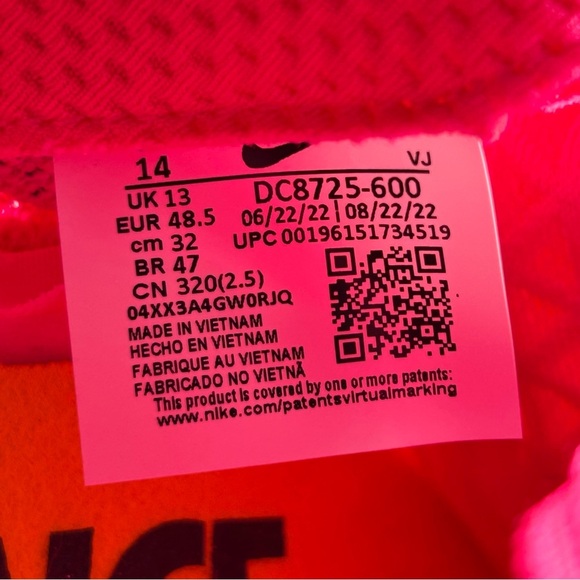 14 VJ
UK 13 DC8725-600
EUR 48.5 06/22/22 | 08/22/22
cm 32 UPC 00196151734519
BR 47
CN 320(2.5)
04XX3A4GW0RJQ
MADE IN VIETNAM
HECHO EN VIETNAM
FABRIQUE AU VIETNAM
FABRICADO NO VIETNÃ
This product is covered by one or more patents:
www.nike.com/patentsvirtualmarking